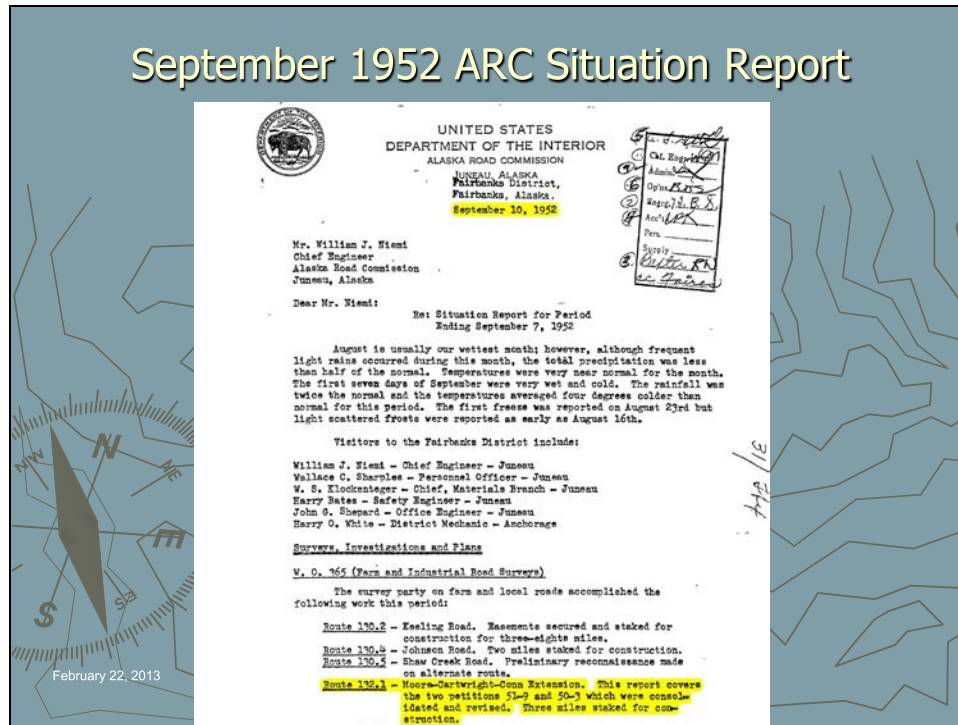 September 1952 ARC Situation Report
UNITED STATES
DEPARTMENT OF THE INTERIOR
ALASKA ROAD COMMISSION
JUNEAU, ALASKA
Fairbanks District,
Fairbanks, Alaska.
September 10, 1952
Cal. Engr.
Admin.
Op'ns
Engrg.
Acc't
Pers.
Supply
Mr. William J. Niemi
Chief Engineer
Alaska Road Commission
Juneau, Alaska
Dear Mr. Niemi:
Re: Situation Report for Period
Ending September 7, 1952
August is usually our wettest month; however, although frequent
light rains occurred during this month, the total precipitation was less
than half of the normal. Temperatures were very near normal for the month.
The first seven days of September were very wet and cold. The rainfall was
twice the normal and the temperatures averaged four degrees colder than
normal for this period. The first freeze was reported on August 23rd but
light scattered frosts were reported as early as August 16th.
Visitors to the Fairbanks District include:
William J. Niemi - Chief Engineer - Juneau
Wallace C. Sharples - Personnel Officer - Juneau
W. S. Klockenteger - Chief, Materials Branch - Juneau
Harry Bates - Safety Engineer - Juneau
John G. Shepard - Office Engineer - Juneau
Harry O. White - District Mechanic - Anchorage
Surveys, Investigations and Plans
W. O. 365 (Farm and Industrial Road Surveys)
The survey party on farm and local roads accomplished the
following work this period:
Route 130.2 - Keeling Road. Easements secured and staked for
construction for three-eights miles.
Route 130.4 - Johnson Road. Two miles staked for construction.
Route 130.5 - Shaw Creek Road. Preliminary reconnaissance made
on alternate route.
Route 132.1 - Moore-Cartwright-Conn Extension. This report covers
the two petitions 51-9 and 50-3 which were consol-
idated and revised. Three miles staked for con-
struction.
NW
N
NE
E
SE
S
February 22, 2013